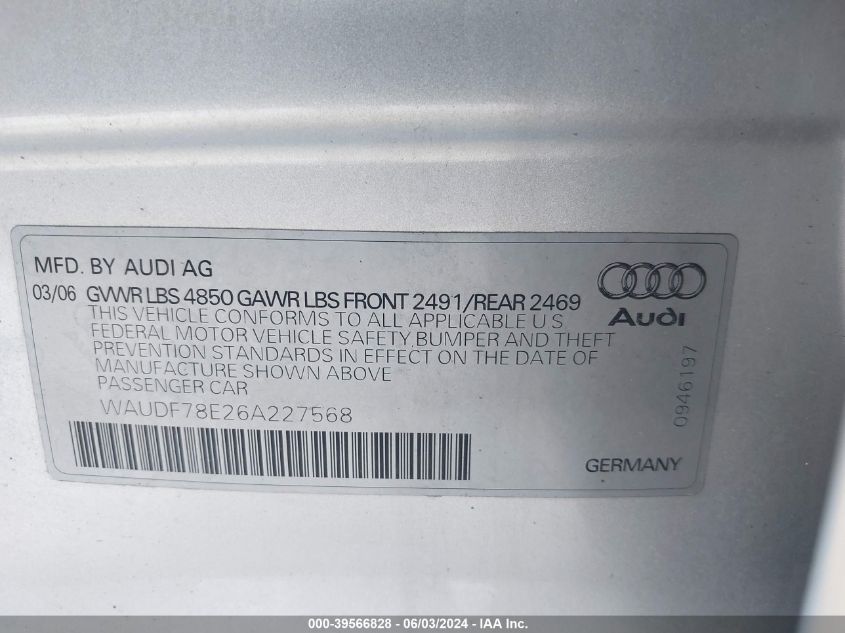 MFD. BY AUDI AG
03/06 GVWR LBS 4850 GAWR LBS FRONT 2491/REAR 2469
THIS VEHICLE CONFORMS TO ALL APPLICABLE U S
FEDERAL MOTOR VEHICLE SAFETY, BUMPER AND THEFT
PREVENTION STANDARDS IN EFFECT ON THE DATE OF
MANUFACTURE SHOWN ABOVE
PASSENGER CAR
WAUDF78E26A227568
Audi
0946197
GERMANY
000-39566828 - 06/03/2024 - IAA Inc.